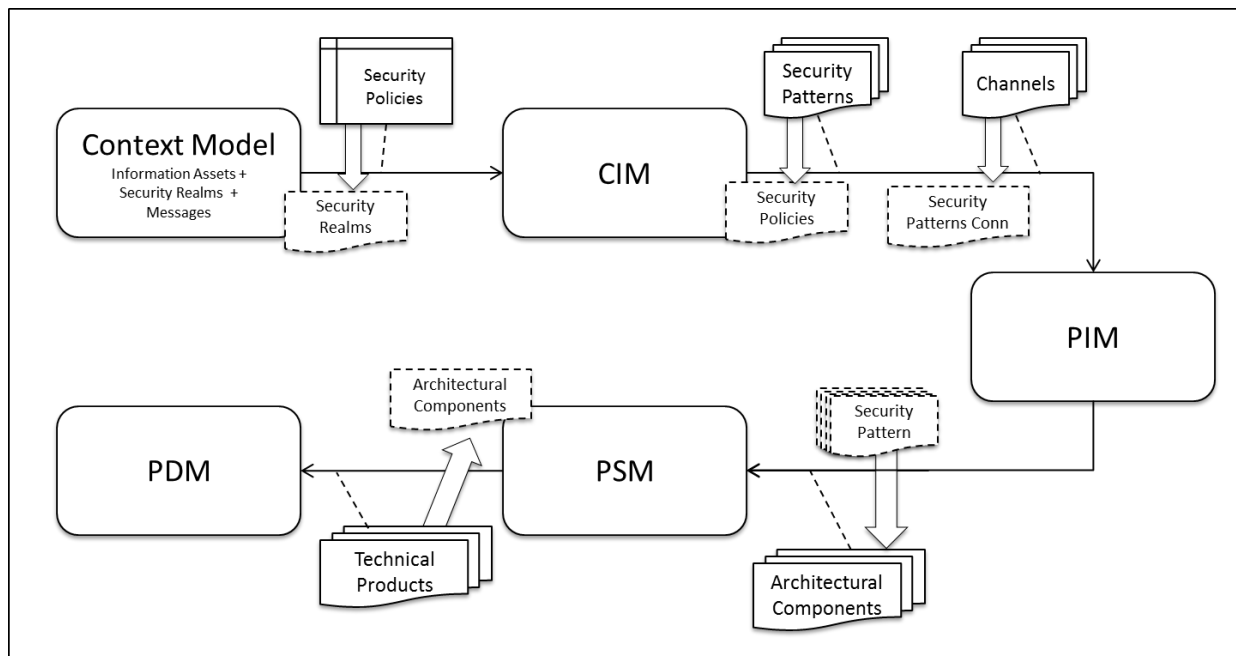 Security
Policies
Security
Patterns
Channels
Context Model
Information Assets +
Security Realms +
Messages
CIM
Security
Realms
Security
Policies
Security
Patterns Conn
PIM
Architectural
Components
Security
Pattern
PDM
PSM
Technical
Products
Architectural
Components